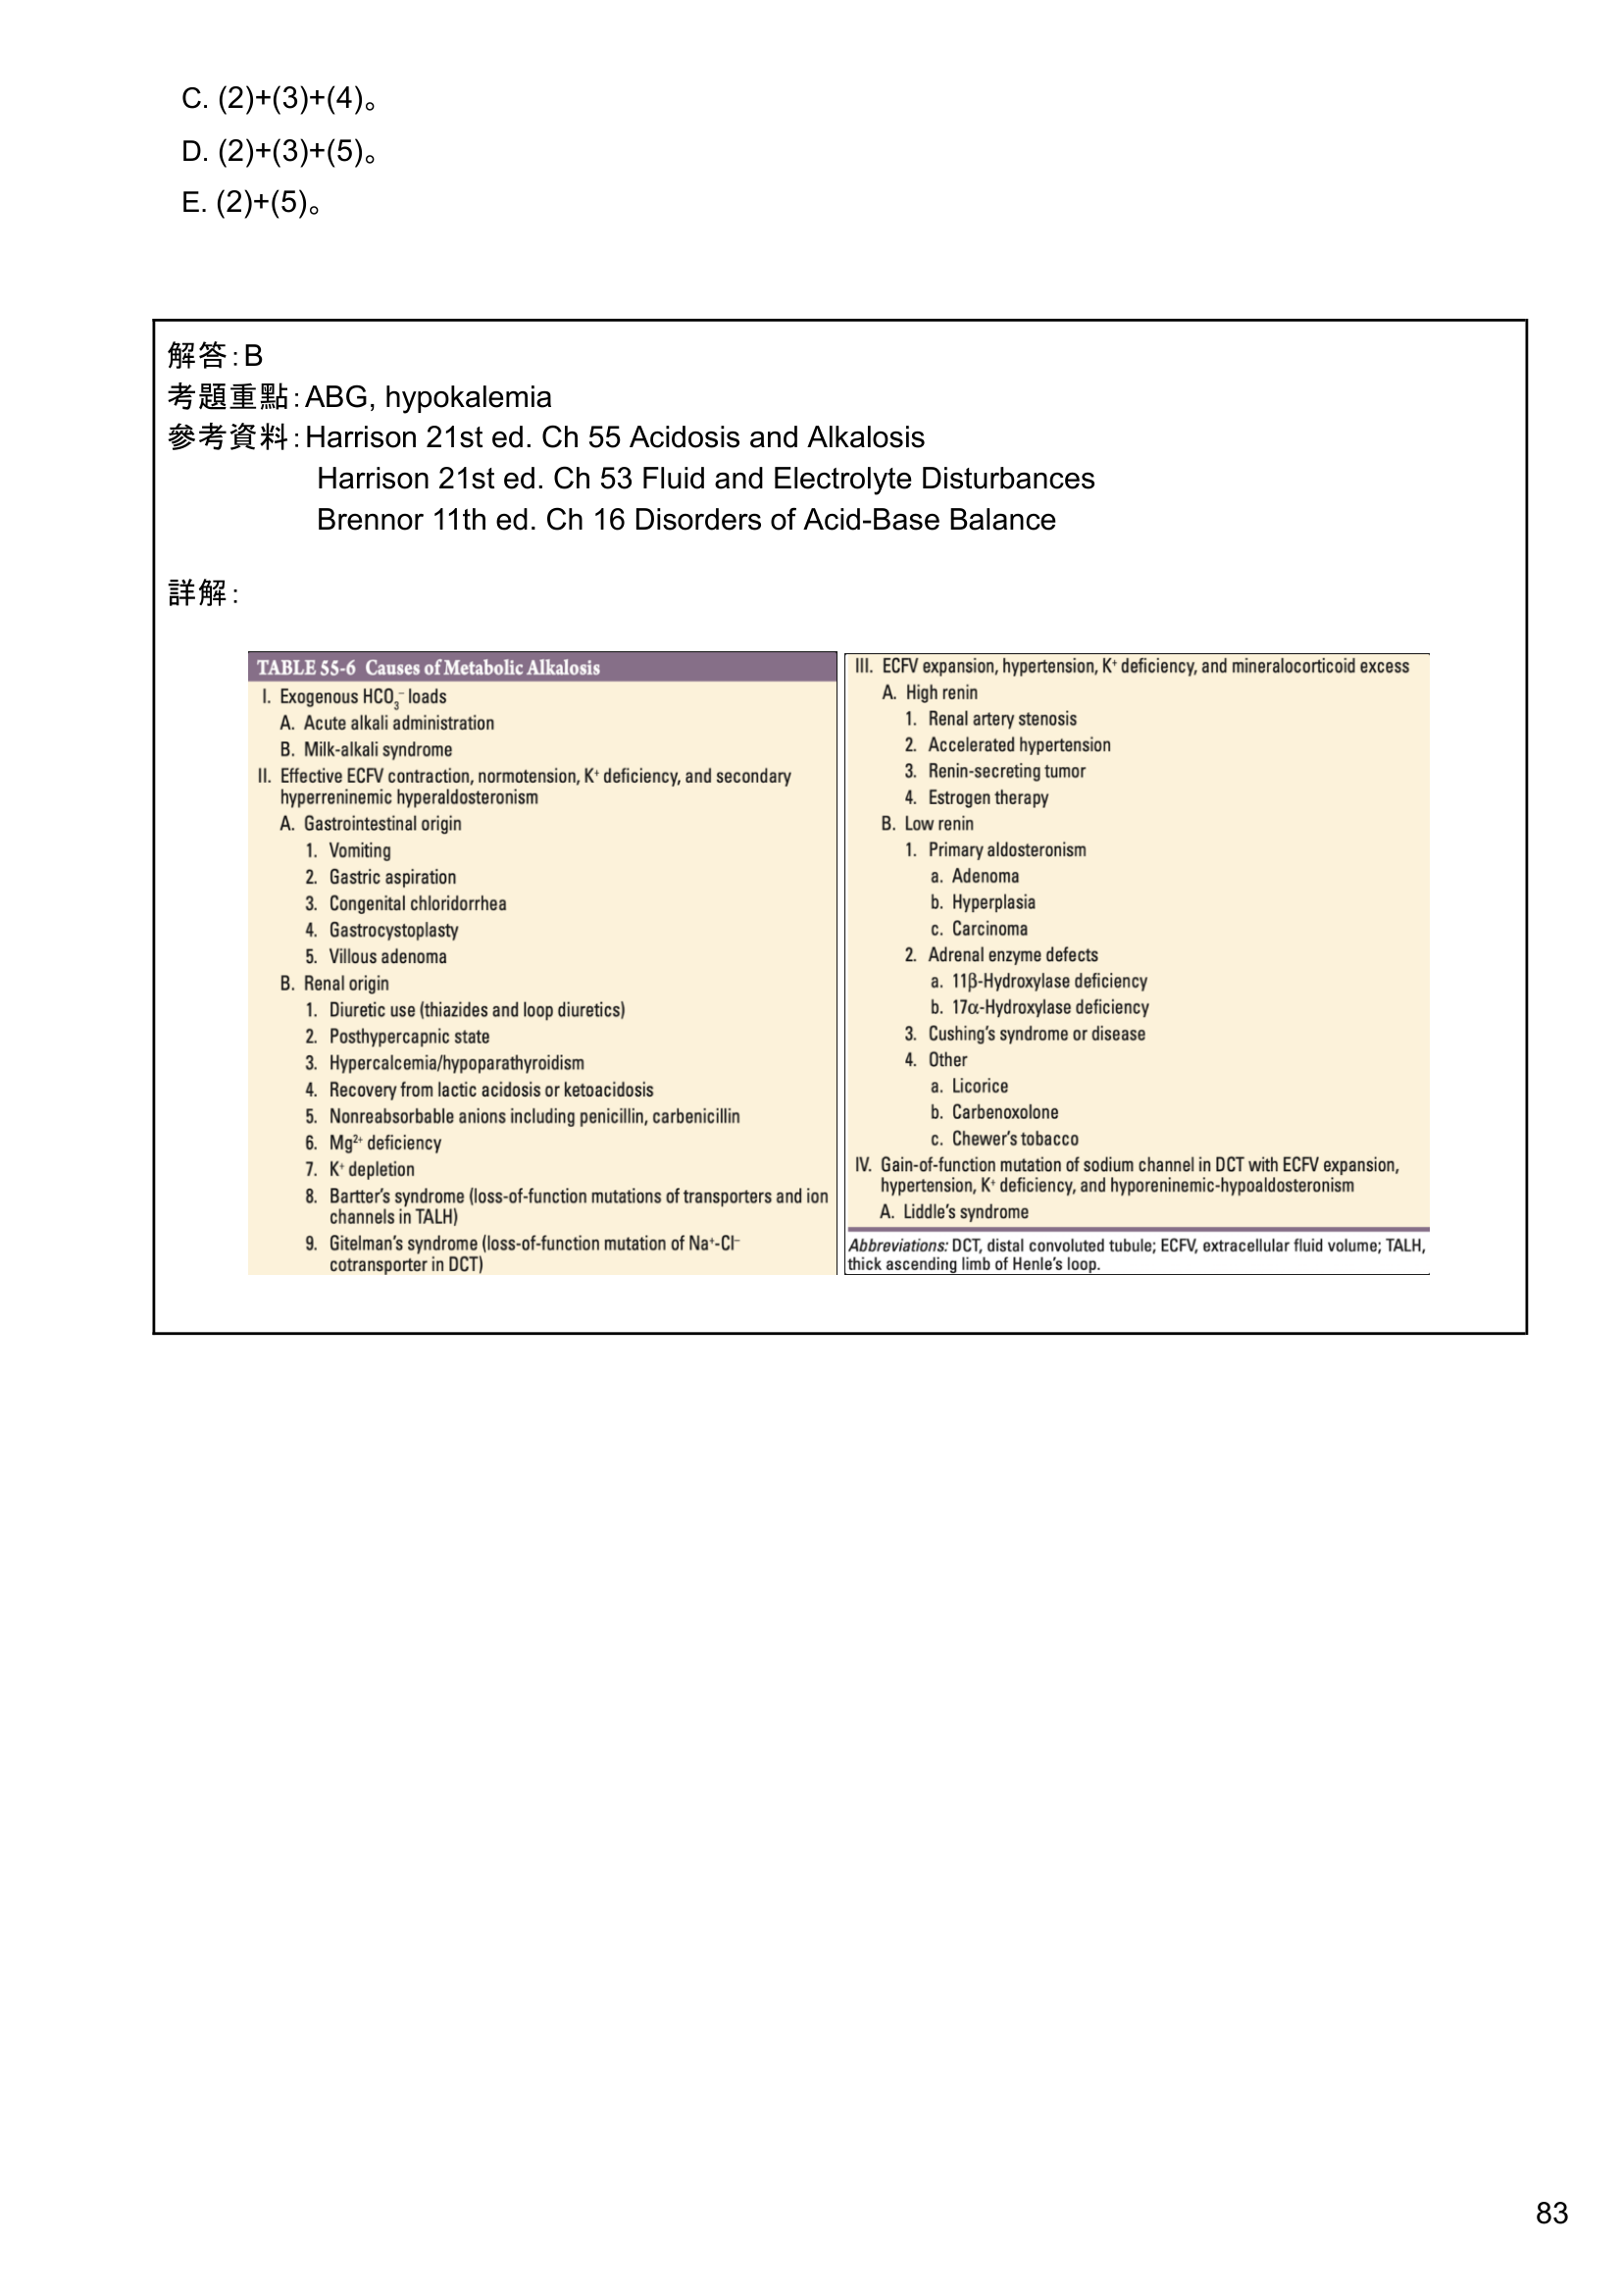 C. (2)+(3)+(4)。
D. (2)+(3)+(5)。
E. (2)+(5)。
解答：B
考題重點：ABG, hypokalemia
參考資料：Harrison 21st ed. Ch 55 Acidosis and Alkalosis
Harrison 21st ed. Ch 53 Fluid and Electrolyte Disturbances
Brennor 11th ed. Ch 16 Disorders of Acid-Base Balance
詳解：
TABLE 55-6 Causes of Metabolic Alkalosis
I. Exogenous HCO₃⁻ loads
A. Acute alkali administration
B. Milk-alkali syndrome
II. Effective ECFV contraction, normotension, K⁺ deficiency, and secondary
hyperreninemic hyperaldosteronism
A. Gastrointestinal origin
1. Vomiting
2. Gastric aspiration
3. Congenital chloridorrhea
4. Gastrocystoplasty
5. Villous adenoma
B. Renal origin
1. Diuretic use (thiazides and loop diuretics)
2. Posthypercapnic state
3. Hypercalcemia/hypoparathyroidism
4. Recovery from lactic acidosis or ketoacidosis
5. Nonreabsorbable anions including penicillin, carbenicillin
6. Mg²⁺ deficiency
7. K⁺ depletion
8. Bartter's syndrome (loss-of-function mutations of transporters and ion
channels in TALH)
9. Gitelman's syndrome (loss-of-function mutation of Na⁺-Cl⁻
cotransporter in DCT)
III. ECFV expansion, hypertension, K⁺ deficiency, and mineralocorticoid excess
A. High renin
1. Renal artery stenosis
2. Accelerated hypertension
3. Renin-secreting tumor
4. Estrogen therapy
B. Low renin
1. Primary aldosteronism
a. Adenoma
b. Hyperplasia
c. Carcinoma
2. Adrenal enzyme defects
a. 11β-Hydroxylase deficiency
b. 17α-Hydroxylase deficiency
3. Cushing's syndrome or disease
4. Other
a. Licorice
b. Carbenoxolone
c. Chewer's tobacco
IV. Gain-of-function mutation of sodium channel in DCT with ECFV expansion,
hypertension, K⁺ deficiency, and hyporeninemic-hypoaldosteronism
A. Liddle's syndrome
Abbreviations: DCT, distal convoluted tubule; ECFV, extracellular fluid volume; TALH,
thick ascending limb of Henle's loop.
83